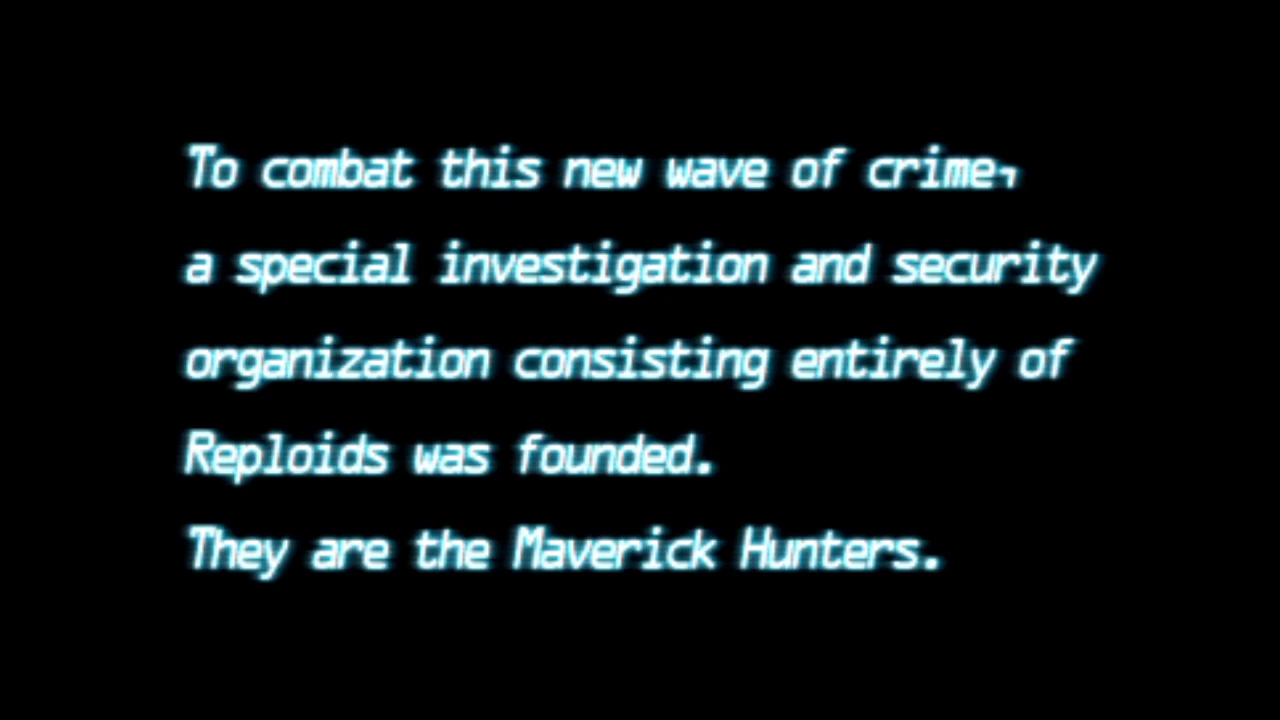 To combat this new wave of crime,
a special investigation and security
organization consisting entirely of
Reploids was founded.
They are the Maverick Hunters.